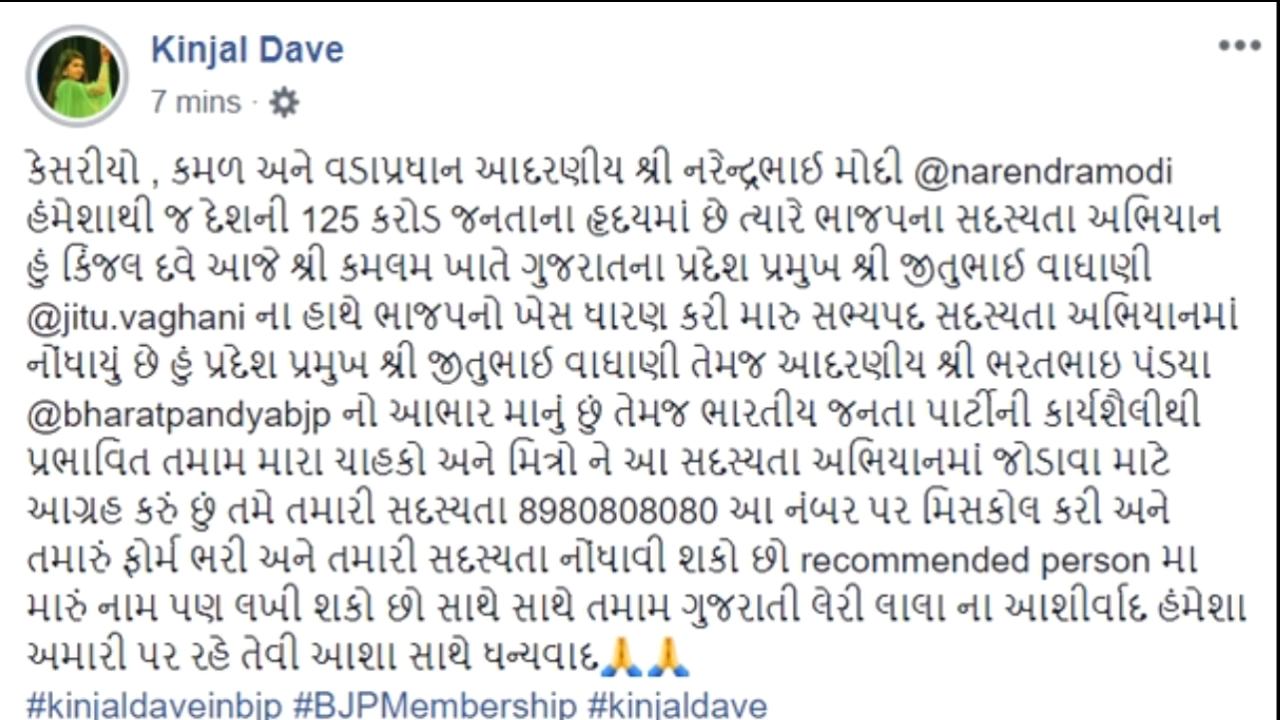 Kinjal Dave
7 mins ·
કેસરીયો , કમળ અને વડાપ્રધાન આદરણીય શ્રી નરેન્દ્રભાઈ મોદી @narendramodi
હંમેશાથી જ દેશની 125 કરોડ જનતાના હૃદયમાં છે ત્યારે ભાજપના સદસ્યતા અભિયાન
હું કિંજલ દવે આજે શ્રી કમલમ ખાતે ગુજરાતના પ્રદેશ પ્રમુખ શ્રી જીતુભાઈ વાઘાણી
@jitu.vaghani ના હાથે ભાજપનો ખેસ ધારણ કરી મારુ સભ્યપદ સદસ્યતા અભિયાનમાં
નોંધાયું છે હું પ્રદેશ પ્રમુખ શ્રી જીતુભાઈ વાઘાણી તેમજ આદરણીય શ્રી ભરતભાઇ પંડયા
@bharatpandyabjp નો આભાર માનું છું તેમજ ભારતીય જનતા પાર્ટીની કાર્યશૈલીથી
પ્રભાવિત તમામ મારા ચાહકો અને મિત્રો ને આ સદસ્યતા અભિયાનમાં જોડાવા માટે
આગ્રહ કરું છું તમે તમારી સદસ્યતા 8980808080 આ નંબર પર મિસકોલ કરી અને
તમારું ફોર્મ ભરી અને તમારી સદસ્યતા નોંધાવી શકો છો recommended person મા
મારું નામ પણ લખી શકો છો સાથે સાથે તમામ ગુજરાતી લેરી લાલા ના આશીર્વાદ હંમેશા
અમારી પર રહે તેવી આશા સાથે ધન્યવાદ🙏🙏
#kinjaldaveinbjp #BJPMembership #kinjaldave